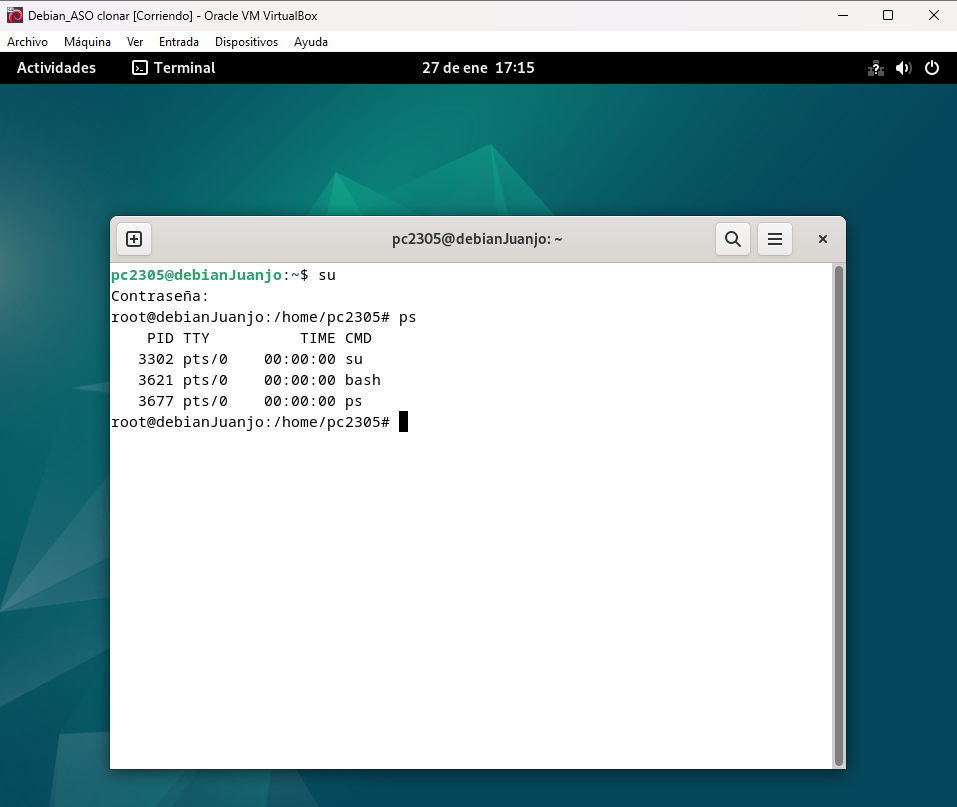 Debian_ASO clonar [Corriendo] - Oracle VM VirtualBox
Archivo Máquina Ver Entrada Dispositivos Ayuda
Actividades Terminal 27 de ene 17:15
pc2305@debianJuanjo: ~
pc2305@debianJuanjo:~$ su
Contraseña:
root@debianJuanjo:/home/pc2305# ps
    PID TTY          TIME CMD
   3302 pts/0    00:00:00 su
   3621 pts/0    00:00:00 bash
   3677 pts/0    00:00:00 ps
root@debianJuanjo:/home/pc2305#